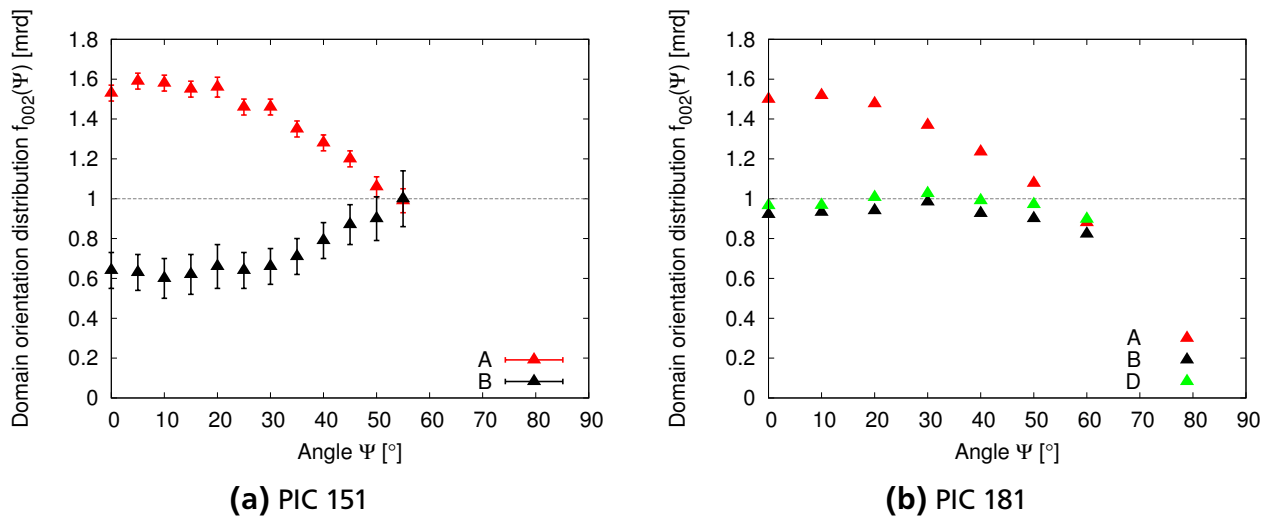 Domain orientation distribution f002(Ψ) [mrd]
1.8
1.6
1.4
1.2
1
0.8
0.6
0.4
0.2
0
0 10 20 30 40 50 60 70 80 90
Angle Ψ [°]
A
B
(a) PIC 151
Domain orientation distribution f002(Ψ) [mrd]
1.8
1.6
1.4
1.2
1
0.8
0.6
0.4
0.2
0
0 10 20 30 40 50 60 70 80 90
Angle Ψ [°]
A
B
D
(b) PIC 181